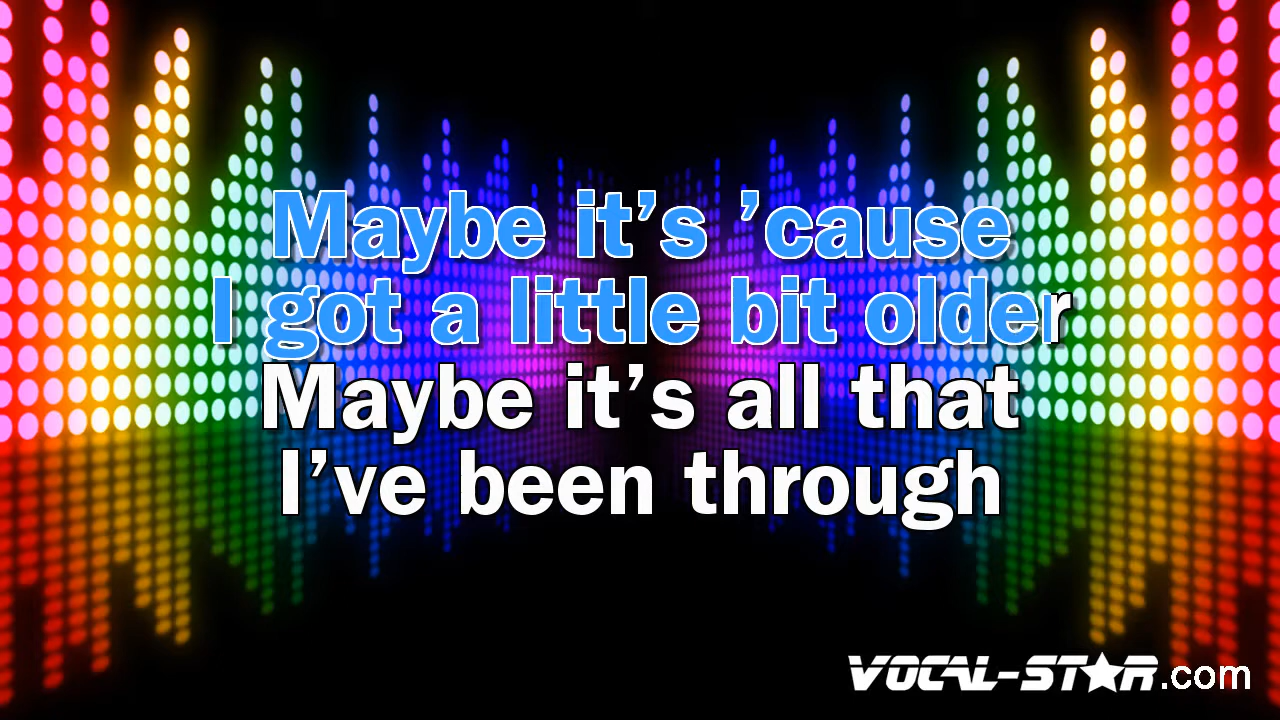 Maybe it’s ’cause
I got a little bit older
Maybe it’s all that
I’ve been through
VOCAL-STAR.com